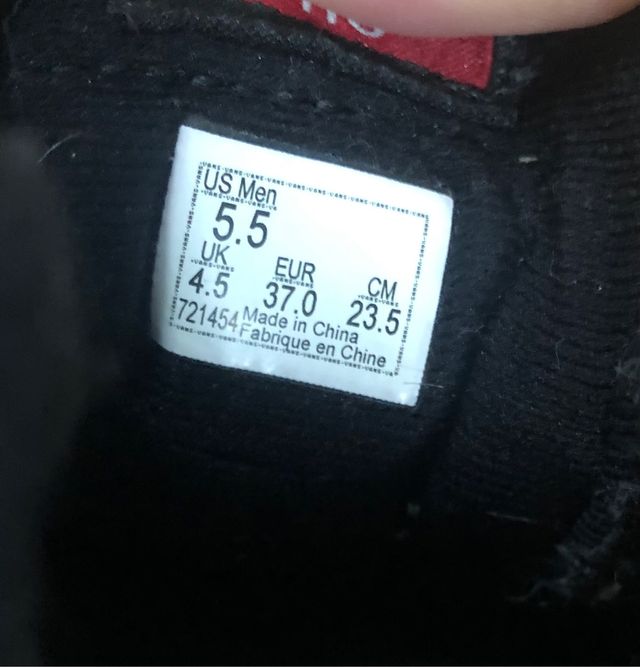 US Men
5.5
UK EUR CM
4.5 37.0 23.5
721454 Made in China
Fabrique en Chine